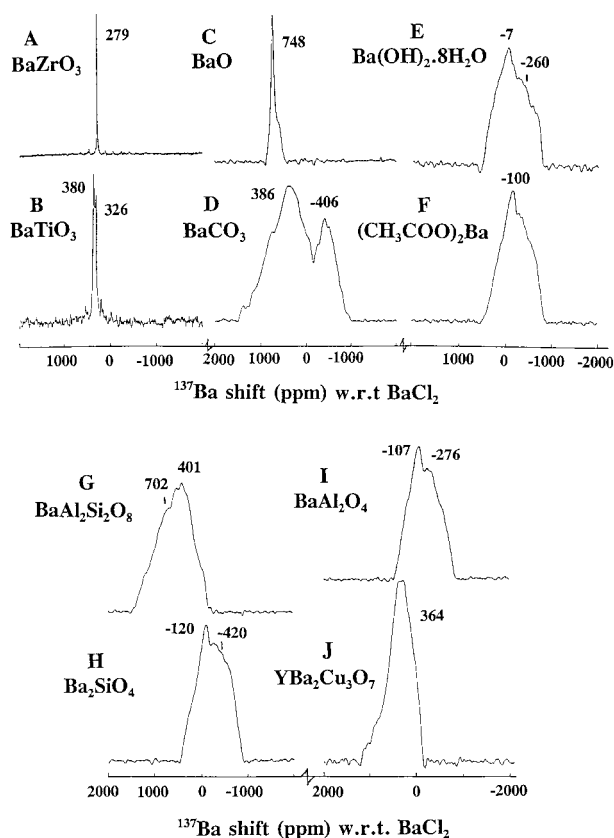 A
BaZrO3
279
C
BaO
748
E
Ba(OH)2.8H2O
-7
-260
B
BaTiO3
380
326
D
BaCO3
386
-406
F
(CH3COO)2Ba
-100
1000 0 -1000 2000 1000 0 -1000 1000 0 -1000 -2000
137Ba shift (ppm) w.r.t BaCl2
G
BaAl2Si2O8
702
401
I
BaAl2O4
-107
-276
H
Ba2SiO4
-120
-420
J
YBa2Cu3O7
364
2000 1000 0 -1000 2000 1000 0 -1000 -2000
137Ba shift (ppm) w.r.t. BaCl2